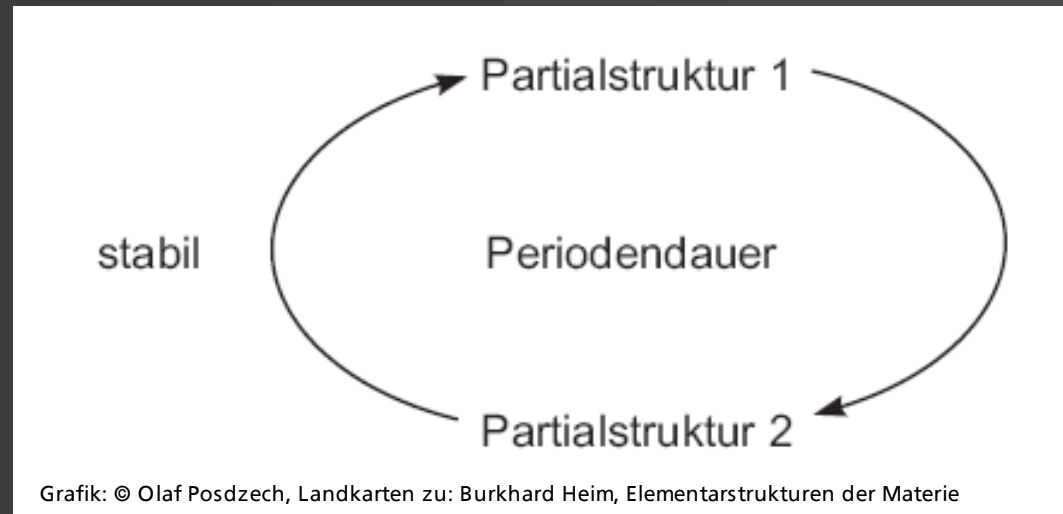 Partialstruktur 1
stabil
Periodendauer
Partialstruktur 2
Grafik: © Olaf Posdzech, Landkarten zu: Burkhard Heim, Elementarstrukturen der Materie